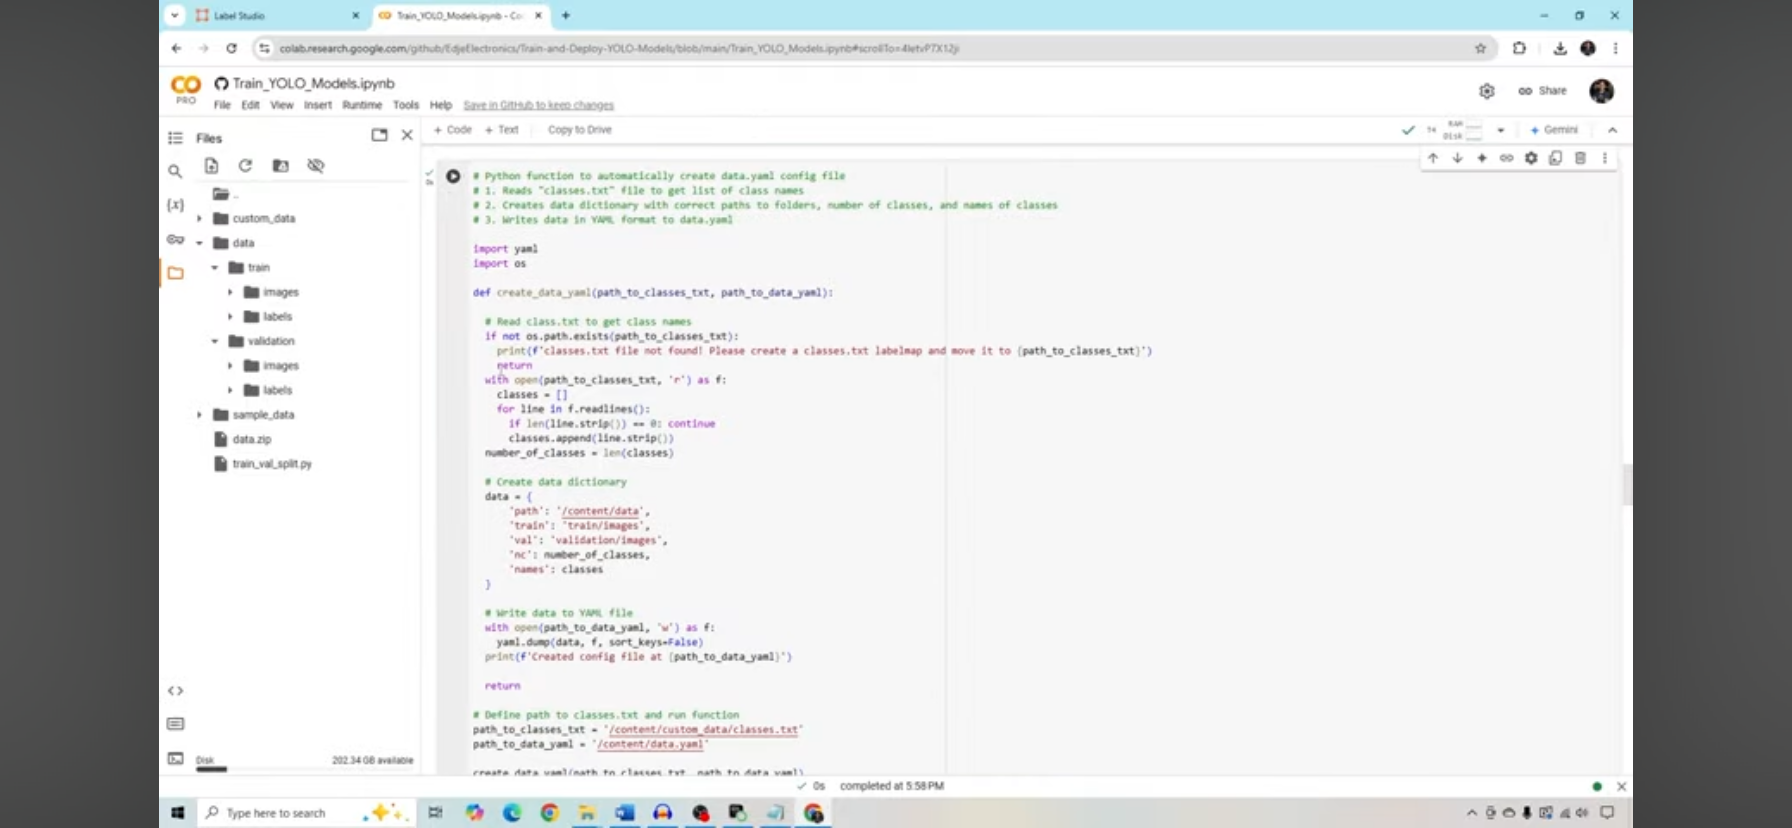 Label Studio
Train_YOLO_Models.ipynb - Co
colab.research.google.com/github/EdjeElectronics/Train-and-Deploy-YOLO-Models/blob/main/Train_YOLO_Models.ipynb#scrollTo=4letvP7X12ji
CO
PRO
Train_YOLO_Models.ipynb
File Edit View Insert Runtime Tools Help Save in GitHub to keep changes
Share
Files
+ Code + Text Copy to Drive
RAM
Disk
Gemini
..
custom_data
data
train
images
labels
validation
images
labels
sample_data
data.zip
train_val_split.py
Disk 202.34 GB available
0s
# Python function to automatically create data.yaml config file
# 1. Reads "classes.txt" file to get list of class names
# 2. Creates data dictionary with correct paths to folders, number of classes, and names of classes
# 3. Writes data in YAML format to data.yaml
import yaml
import os
def create_data_yaml(path_to_classes_txt, path_to_data_yaml):
# Read class.txt to get class names
if not os.path.exists(path_to_classes_txt):
print(f'classes.txt file not found! Please create a classes.txt labelmap and move it to {path_to_classes_txt}')
return
with open(path_to_classes_txt, 'r') as f:
classes = []
for line in f.readlines():
if len(line.strip()) == 0: continue
classes.append(line.strip())
number_of_classes = len(classes)
# Create data dictionary
data = {
'path': '/content/data',
'train': 'train/images',
'val': 'validation/images',
'nc': number_of_classes,
'names': classes
}
# Write data to YAML file
with open(path_to_data_yaml, 'w') as f:
yaml.dump(data, f, sort_keys=False)
print(f'Created config file at {path_to_data_yaml}')
return
# Define path to classes.txt and run function
path_to_classes_txt = '/content/custom_data/classes.txt'
path_to_data_yaml = '/content/data.yaml'
create_data_yaml(path_to_classes_txt, path_to_data_yaml)
0s completed at 5:58 PM
Type here to search